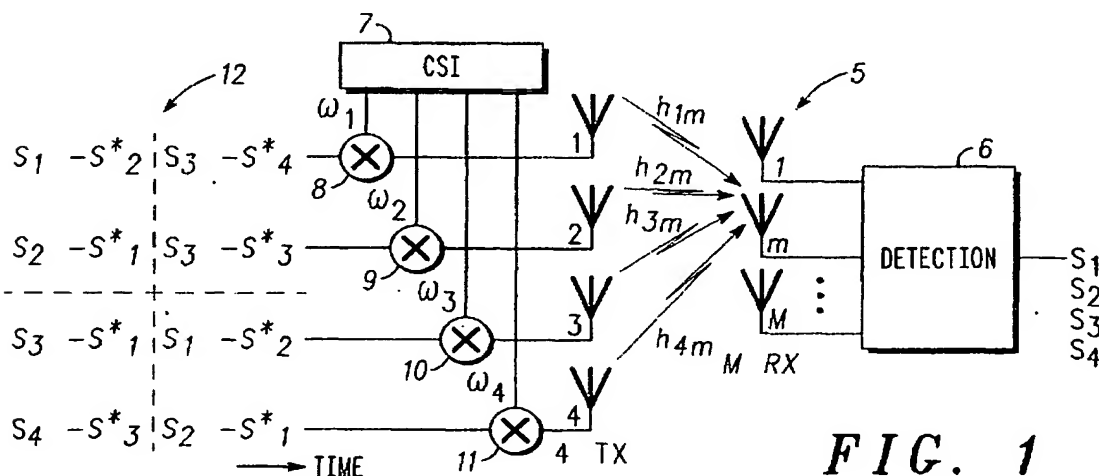 7
CSI
12
5
ω1
h1m
S1 -S*2 S3 -S*4
1
1
6
8
ω2
h2m
S2 -S*1 S3 -S*3
2
h3m
m
DETECTION
S1
S2
S3
S4
9
ω3
M
S3 -S*1 S1 -S*2
3
h4m
10
ω4
M RX
S4 -S*3 S2 -S*1
4
11
4 TX
TIME
FIG. 1